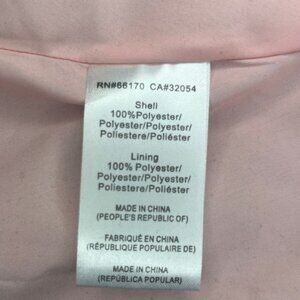 RN#66170 CA#32054
Shell
100%Polyester/
Polyester/Polyester/
Poliestere/Poliéster
Lining
100% Polyester/
Polyester/Polyester/
Poliestere/Poliéster
MADE IN CHINA
(PEOPLE'S REPUBLIC OF)
FABRIQUÉ EN CHINA
(RÉPUBLIQUE POPULAIRE DE)
MADE IN CHINA
(REPÚBLICA POPULAR)